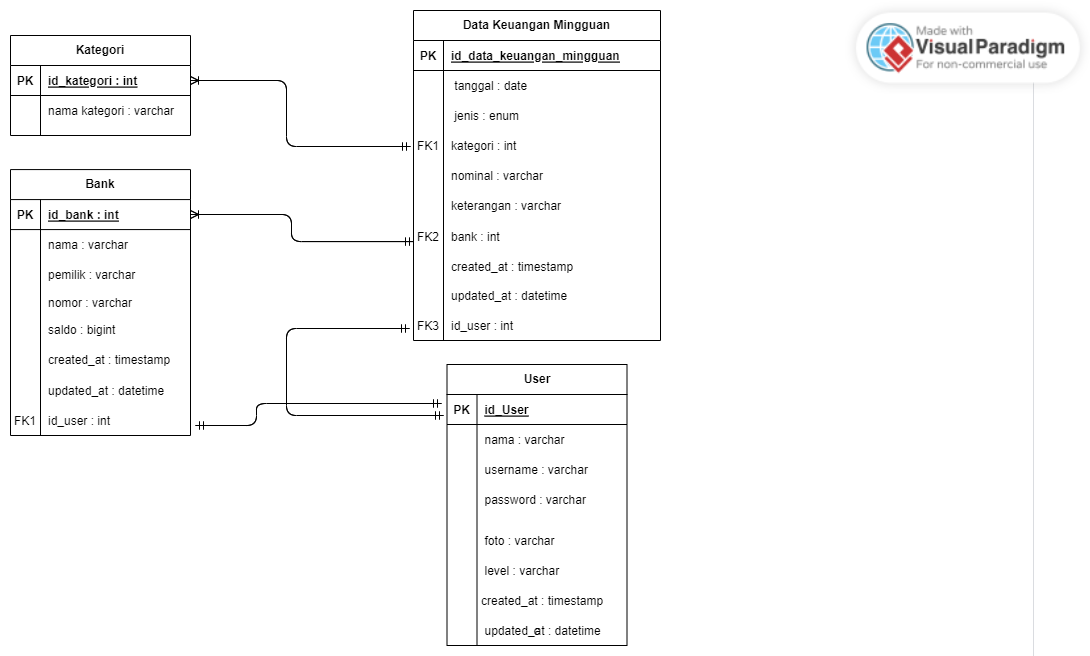 Kategori
PK id_kategori : int
nama kategori : varchar
Bank
PK id_bank : int
nama : varchar
pemilik : varchar
nomor : varchar
saldo : bigint
created_at : timestamp
updated_at : datetime
FK1 id_user : int
Data Keuangan Mingguan
PK id_data_keuangan_mingguan
tanggal : date
jenis : enum
FK1 kategori : int
nominal : varchar
keterangan : varchar
FK2 bank : int
created_at : timestamp
updated_at : datetime
FK3 id_user : int
User
PK id_User
nama : varchar
username : varchar
password : varchar
foto : varchar
level : varchar
created_at : timestamp
updated_at : datetime
Made with
Visual Paradigm
For non-commercial use